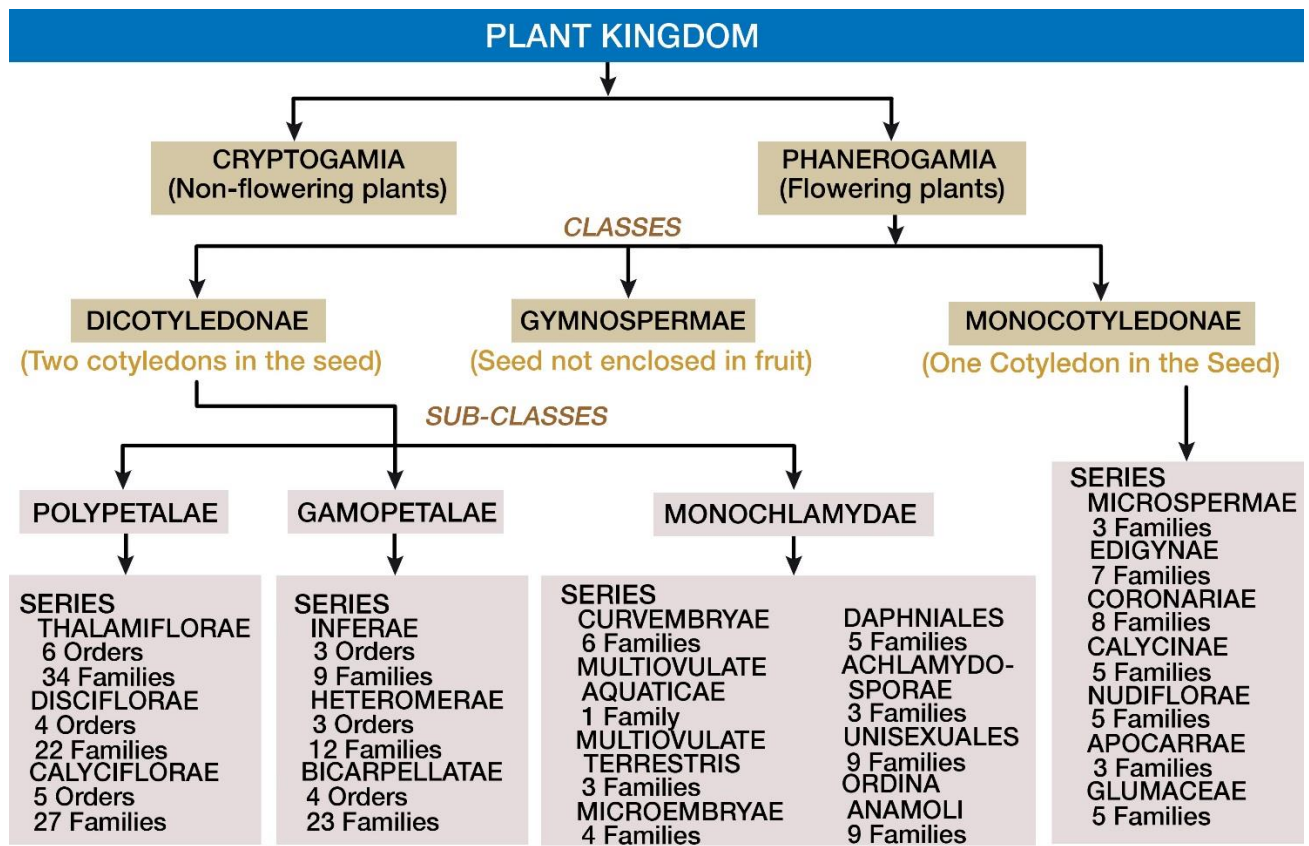 PLANT KINGDOM
CRYPTOGAMIA
(Non-flowering plants)
PHANEROGAMIA
(Flowering plants)
CLASSES
DICOTYLEDONAE
(Two cotyledons in the seed)
GYMNOSPERMAE
(Seed not enclosed in fruit)
MONOCOTYLEDONAE
(One Cotyledon in the Seed)
SUB-CLASSES
POLYPETALAE
GAMOPETALAE
MONOCHLAMYDAE
SERIES
THALAMIFLORAE
6 Orders
34 Families
DISCIFLORAE
4 Orders
22 Families
CALYCIFLORAE
5 Orders
27 Families
SERIES
INFERAE
3 Orders
9 Families
HETEROMERAE
3 Orders
12 Families
BICARPELLATAE
4 Orders
23 Families
SERIES
CURVEMBRYAE
6 Families
MULTIOVULATE
AQUATICAE
1 Family
MULTIOVULATE
TERRESTRIS
3 Families
MICROEMBRYAE
4 Families
DAPHNIALES
5 Families
ACHLAMYDO-
SPORAE
3 Families
UNISEXUALES
9 Families
ORDINA
ANAMOLI
9 Families
SERIES
MICROSPERMAE
3 Families
EDIGYNAE
7 Families
CORONARIAE
8 Families
CALYCINAE
5 Families
NUDIFLORAE
5 Families
APOCARRAE
3 Families
GLUMACEAE
5 Families